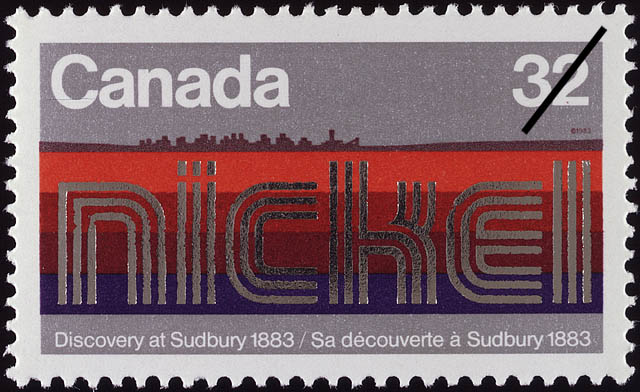 Canada 32
©1983
nickel
Discovery at Sudbury 1883 / Sa découverte à Sudbury 1883